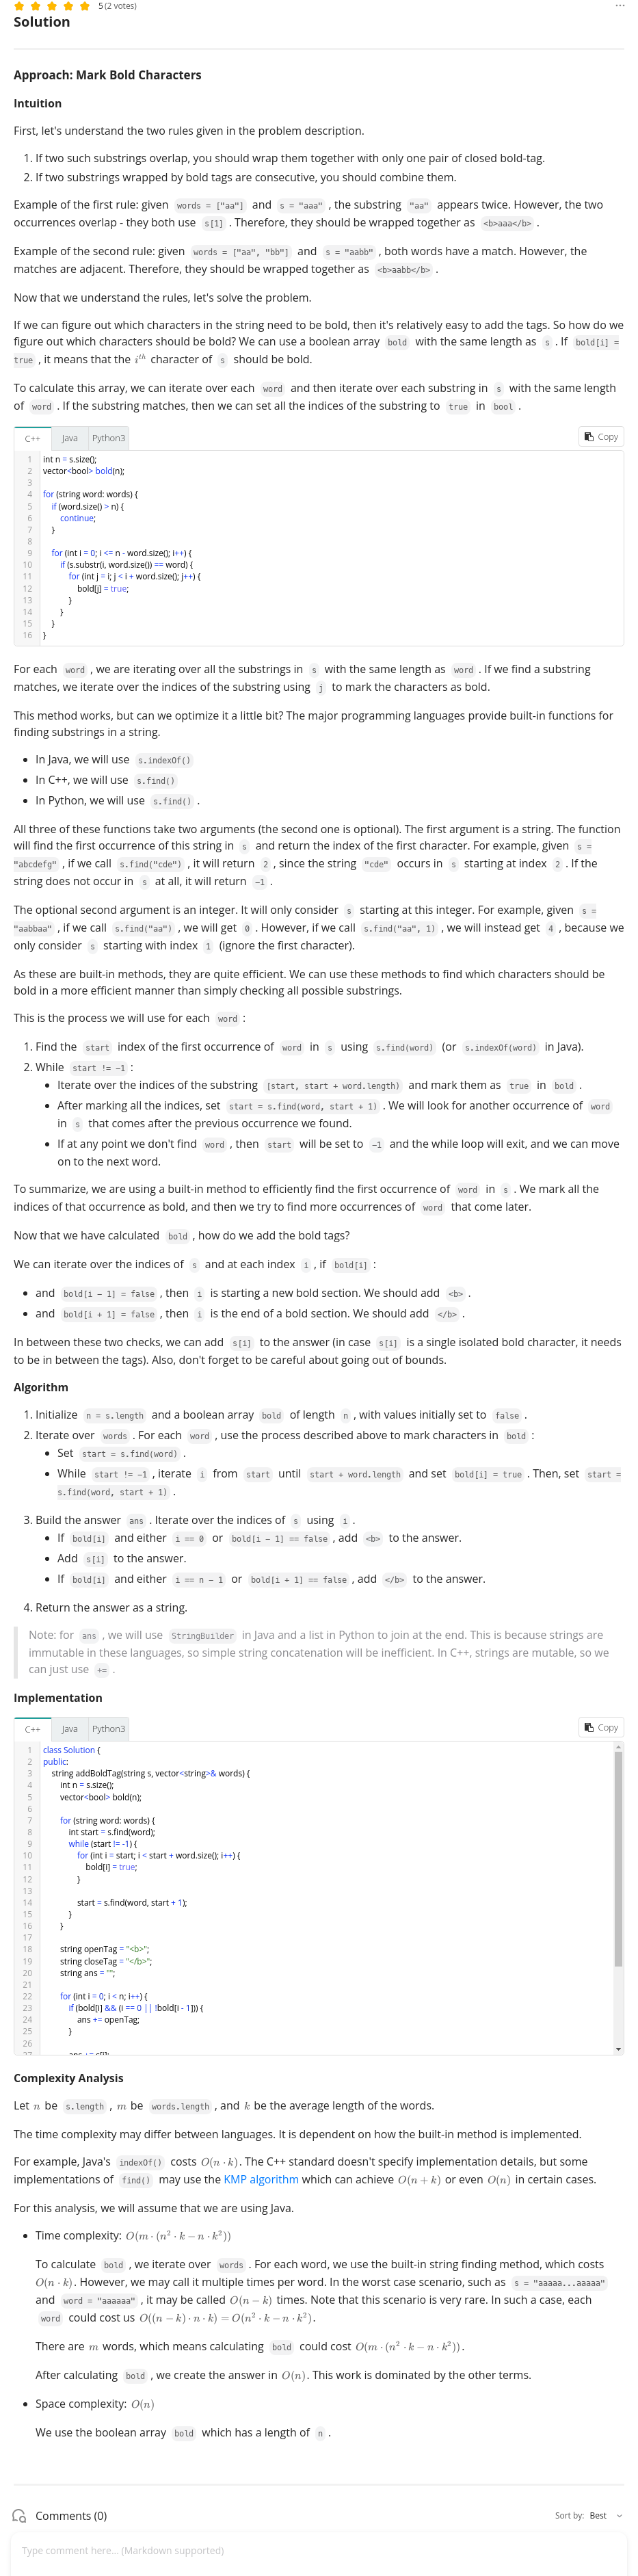 5 (2 votes)
Solution
Approach: Mark Bold Characters
Intuition
First, let's understand the two rules given in the problem description.
1. If two such substrings overlap, you should wrap them together with only one pair of closed bold-tag.
2. If two substrings wrapped by bold tags are consecutive, you should combine them.
Example of the first rule: given words = ["aa"] and s = "aaa" , the substring "aa" appears twice. However, the two
occurrences overlap - they both use s[1] . Therefore, they should be wrapped together as <b>aaa</b> .
Example of the second rule: given words = ["aa", "bb"] and s = "aabb" , both words have a match. However, the
matches are adjacent. Therefore, they should be wrapped together as <b>aabb</b> .
Now that we understand the rules, let's solve the problem.
If we can figure out which characters in the string need to be bold, then it's relatively easy to add the tags. So how do we
figure out which characters should be bold? We can use a boolean array bold with the same length as s . If bold[i] =
true , it means that the i^th character of s should be bold.
To calculate this array, we can iterate over each word and then iterate over each substring in s with the same length
of word . If the substring matches, then we can set all the indices of the substring to true in bool .
C++ Java Python3 Copy
1 int n = s.size();
2 vector<bool> bold(n);
3
4 for (string word: words) {
5 if (word.size() > n) {
6 continue;
7 }
8
9 for (int i = 0; i <= n - word.size(); i++) {
10 if (s.substr(i, word.size()) == word) {
11 for (int j = i; j < i + word.size(); j++) {
12 bold[j] = true;
13 }
14 }
15 }
16 }
For each word , we are iterating over all the substrings in s with the same length as word . If we find a substring
matches, we iterate over the indices of the substring using j to mark the characters as bold.
This method works, but can we optimize it a little bit? The major programming languages provide built-in functions for
finding substrings in a string.
• In Java, we will use s.indexOf()
• In C++, we will use s.find()
• In Python, we will use s.find() .
All three of these functions take two arguments (the second one is optional). The first argument is a string. The function
will find the first occurrence of this string in s and return the index of the first character. For example, given s =
"abcdefg" , if we call s.find("cde") , it will return 2 , since the string "cde" occurs in s starting at index 2 . If the
string does not occur in s at all, it will return -1 .
The optional second argument is an integer. It will only consider s starting at this integer. For example, given s =
"aabbaa" , if we call s.find("aa") , we will get 0 . However, if we call s.find("aa", 1) , we will instead get 4 , because we
only consider s starting with index 1 (ignore the first character).
As these are built-in methods, they are quite efficient. We can use these methods to find which characters should be
bold in a more efficient manner than simply checking all possible substrings.
This is the process we will use for each word :
1. Find the start index of the first occurrence of word in s using s.find(word) (or s.indexOf(word) in Java).
2. While start != -1 :
• Iterate over the indices of the substring [start, start + word.length) and mark them as true in bold .
• After marking all the indices, set start = s.find(word, start + 1) . We will look for another occurrence of word
in s that comes after the previous occurrence we found.
• If at any point we don't find word , then start will be set to -1 and the while loop will exit, and we can move
on to the next word.
To summarize, we are using a built-in method to efficiently find the first occurrence of word in s . We mark all the
indices of that occurrence as bold, and then we try to find more occurrences of word that come later.
Now that we have calculated bold , how do we add the bold tags?
We can iterate over the indices of s and at each index i , if bold[i] :
• and bold[i - 1] = false , then i is starting a new bold section. We should add <b> .
• and bold[i + 1] = false , then i is the end of a bold section. We should add </b> .
In between these two checks, we can add s[i] to the answer (in case s[i] is a single isolated bold character, it needs
to be in between the tags). Also, don't forget to be careful about going out of bounds.
Algorithm
1. Initialize n = s.length and a boolean array bold of length n , with values initially set to false .
2. Iterate over words . For each word , use the process described above to mark characters in bold :
• Set start = s.find(word) .
• While start != -1 , iterate i from start until start + word.length and set bold[i] = true . Then, set start =
s.find(word, start + 1) .
3. Build the answer ans . Iterate over the indices of s using i .
• If bold[i] and either i == 0 or bold[i - 1] == false , add <b> to the answer.
• Add s[i] to the answer.
• If bold[i] and either i == n - 1 or bold[i + 1] == false , add </b> to the answer.
4. Return the answer as a string.
Note: for ans , we will use StringBuilder in Java and a list in Python to join at the end. This is because strings are
immutable in these languages, so simple string concatenation will be inefficient. In C++, strings are mutable, so we
can just use += .
Implementation
C++ Java Python3 Copy
1 class Solution {
2 public:
3 string addBoldTag(string s, vector<string>& words) {
4 int n = s.size();
5 vector<bool> bold(n);
6
7 for (string word: words) {
8 int start = s.find(word);
9 while (start != -1) {
10 for (int i = start; i < start + word.size(); i++) {
11 bold[i] = true;
12 }
13
14 start = s.find(word, start + 1);
15 }
16 }
17
18 string openTag = "<b>";
19 string closeTag = "</b>";
20 string ans = "";
21
22 for (int i = 0; i < n; i++) {
23 if (bold[i] && (i == 0 || !bold[i - 1])) {
24 ans += openTag;
25 }
26
27 ans += s[i];
Complexity Analysis
Let n be s.length , m be words.length , and k be the average length of the words.
The time complexity may differ between languages. It is dependent on how the built-in method is implemented.
For example, Java's indexOf() costs O(n · k). The C++ standard doesn't specify implementation details, but some
implementations of find() may use the KMP algorithm which can achieve O(n + k) or even O(n) in certain cases.
For this analysis, we will assume that we are using Java.
• Time complexity: O(m · (n² · k − n · k²))
To calculate bold , we iterate over words . For each word, we use the built-in string finding method, which costs
O(n · k). However, we may call it multiple times per word. In the worst case scenario, such as s = "aaaaa...aaaaa"
and word = "aaaaaa" , it may be called O(n − k) times. Note that this scenario is very rare. In such a case, each
word could cost us O((n − k) · n · k) = O(n² · k − n · k²).
There are m words, which means calculating bold could cost O(m · (n² · k − n · k²)).
After calculating bold , we create the answer in O(n). This work is dominated by the other terms.
• Space complexity: O(n)
We use the boolean array bold which has a length of n .
Comments (0) Sort by: Best
Type comment here... (Markdown supported)